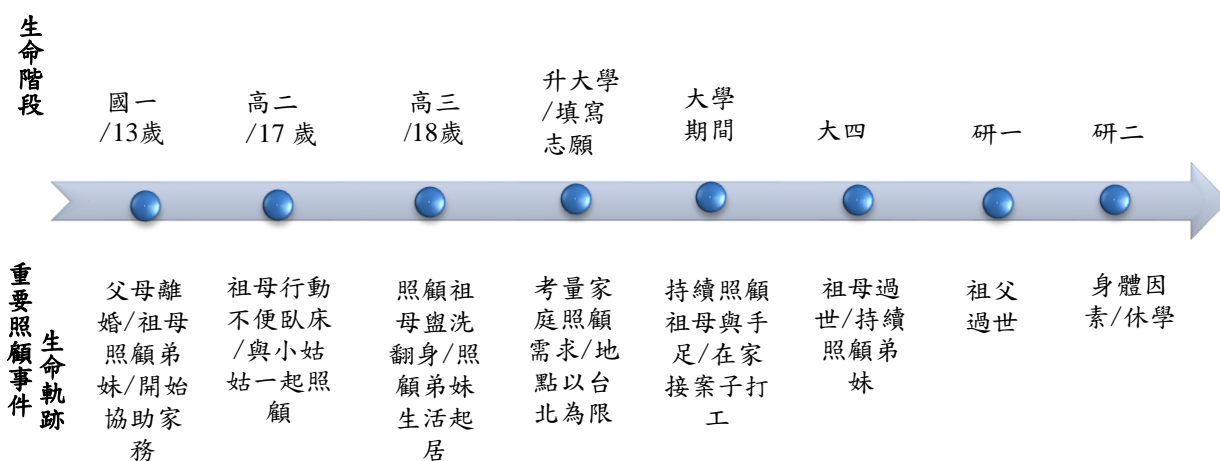 生命階段
國一
/13歲
高二
/17 歲
高三
/18歲
升大學
/填寫
志願
大學
期間
大四
研一
研二
重要照顧事件
生命軌跡
父母離
婚/祖母
照顧弟
妹/開始
協助家
務
祖母行動
不便臥床
/與小姑
姑一起照
顧
照顧祖
母盥洗
翻身/照
顧弟妹
生活起
居
考量家
庭照顧
需求/地
點以台
北為限
持續照顧
祖母與手
足/在家
接案子打
工
祖母過
世/持續
照顧弟
妹
祖父
過世
身體因
素/休學